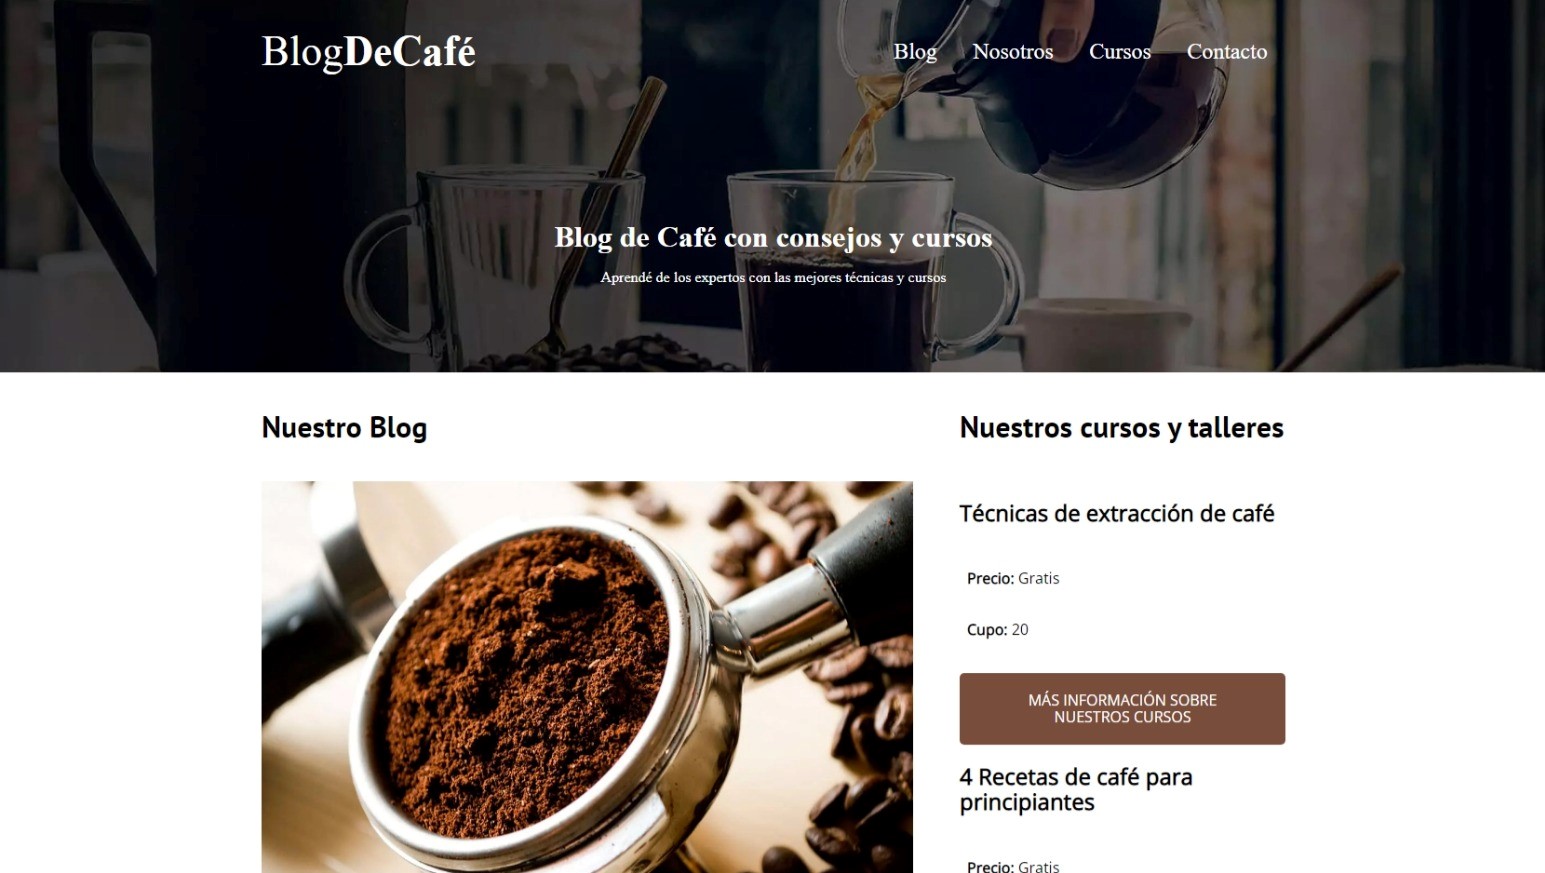 BlogDeCafé
Blog Nosotros Cursos Contacto
Blog de Café con consejos y cursos
Aprendé de los expertos con las mejores técnicas y cursos
Nuestro Blog
Nuestros cursos y talleres
Técnicas de extracción de café
Precio: Gratis
Cupo: 20
MÁS INFORMACIÓN SOBRE
NUESTROS CURSOS
4 Recetas de café para
principiantes
Precio: Gratis